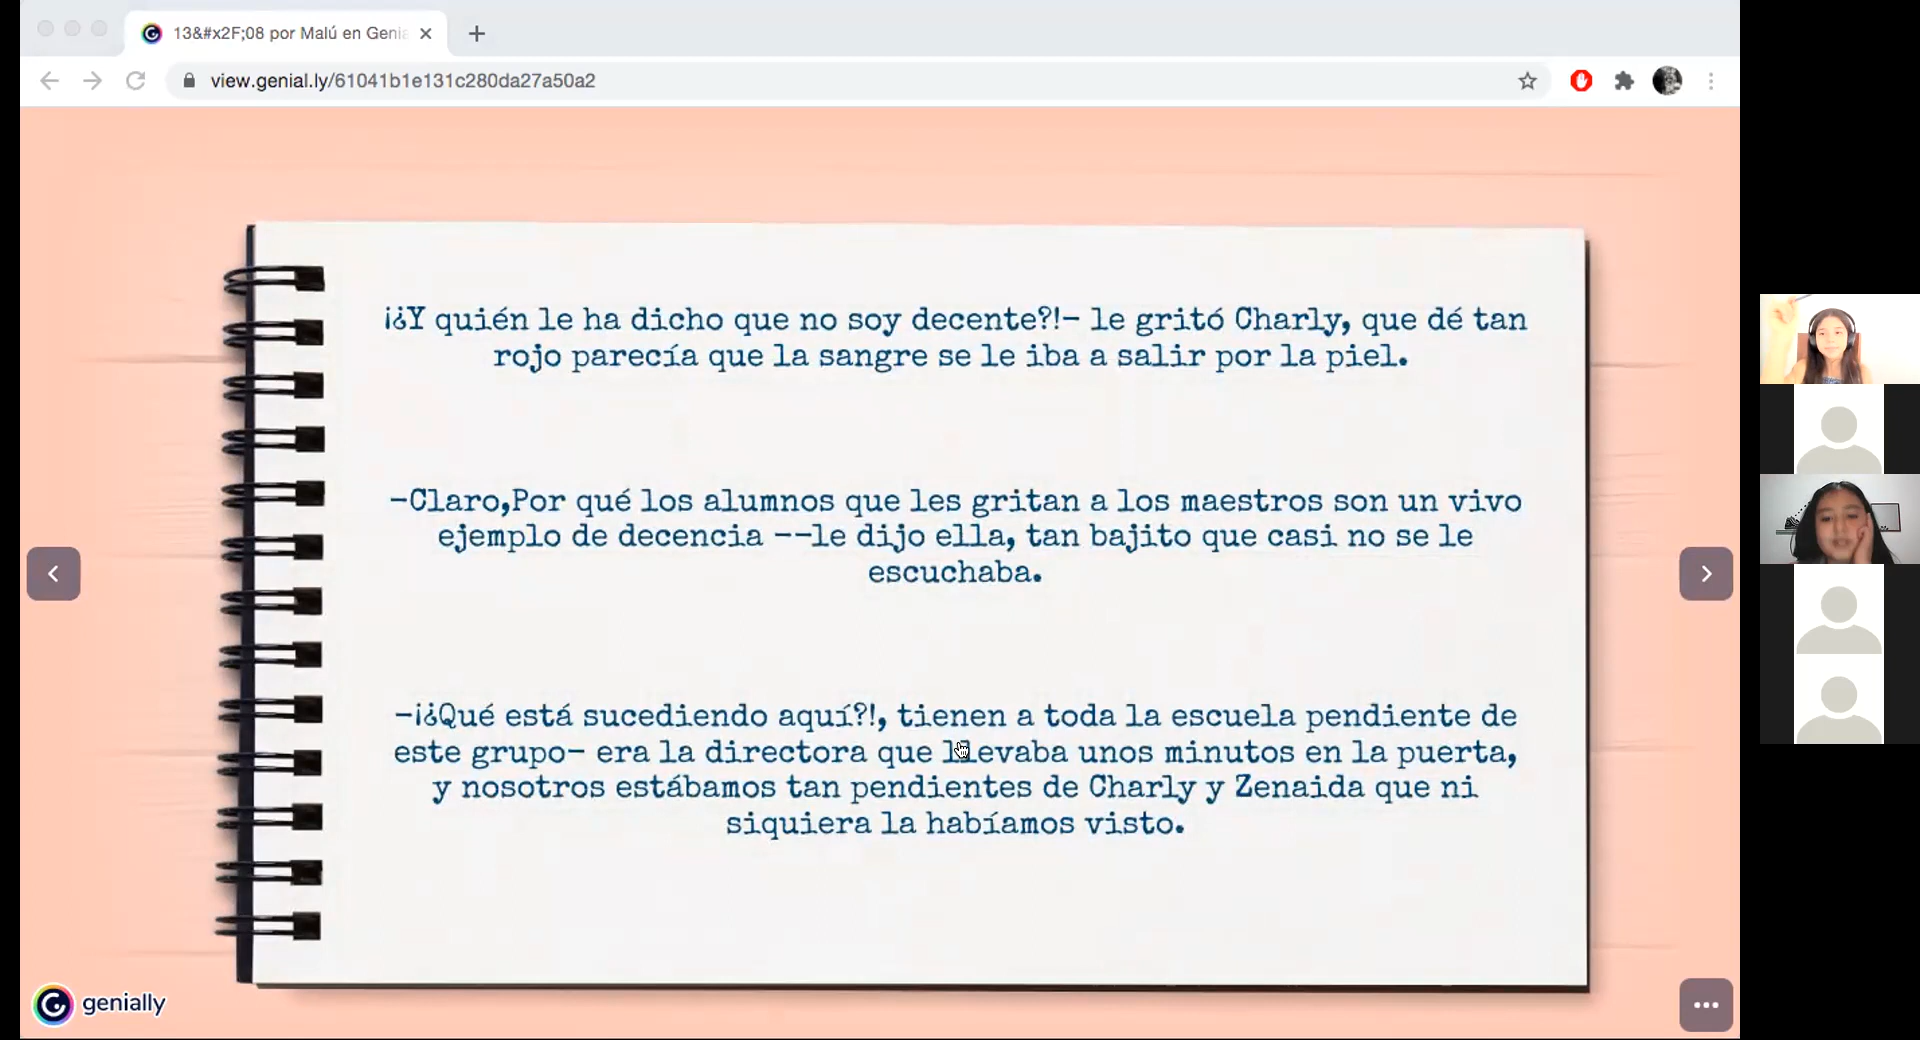 13&#x2F;08 por Malú en Genia
view.genial.ly/61041b1e131c280da27a50a2
¡¿Y quién le ha dicho que no soy decente?!- le gritó Charly, que dé tan
rojo parecía que la sangre se le iba a salir por la piel.
-Claro,Por qué los alumnos que les gritan a los maestros son un vivo
ejemplo de decencia --le dijo ella, tan bajito que casi no se le
escuchaba.
-¡¿Qué está sucediendo aquí?!, tienen a toda la escuela pendiente de
este grupo- era la directora que llevaba unos minutos en la puerta,
y nosotros estábamos tan pendientes de Charly y Zenaida que ni
siquiera la habíamos visto.
genially